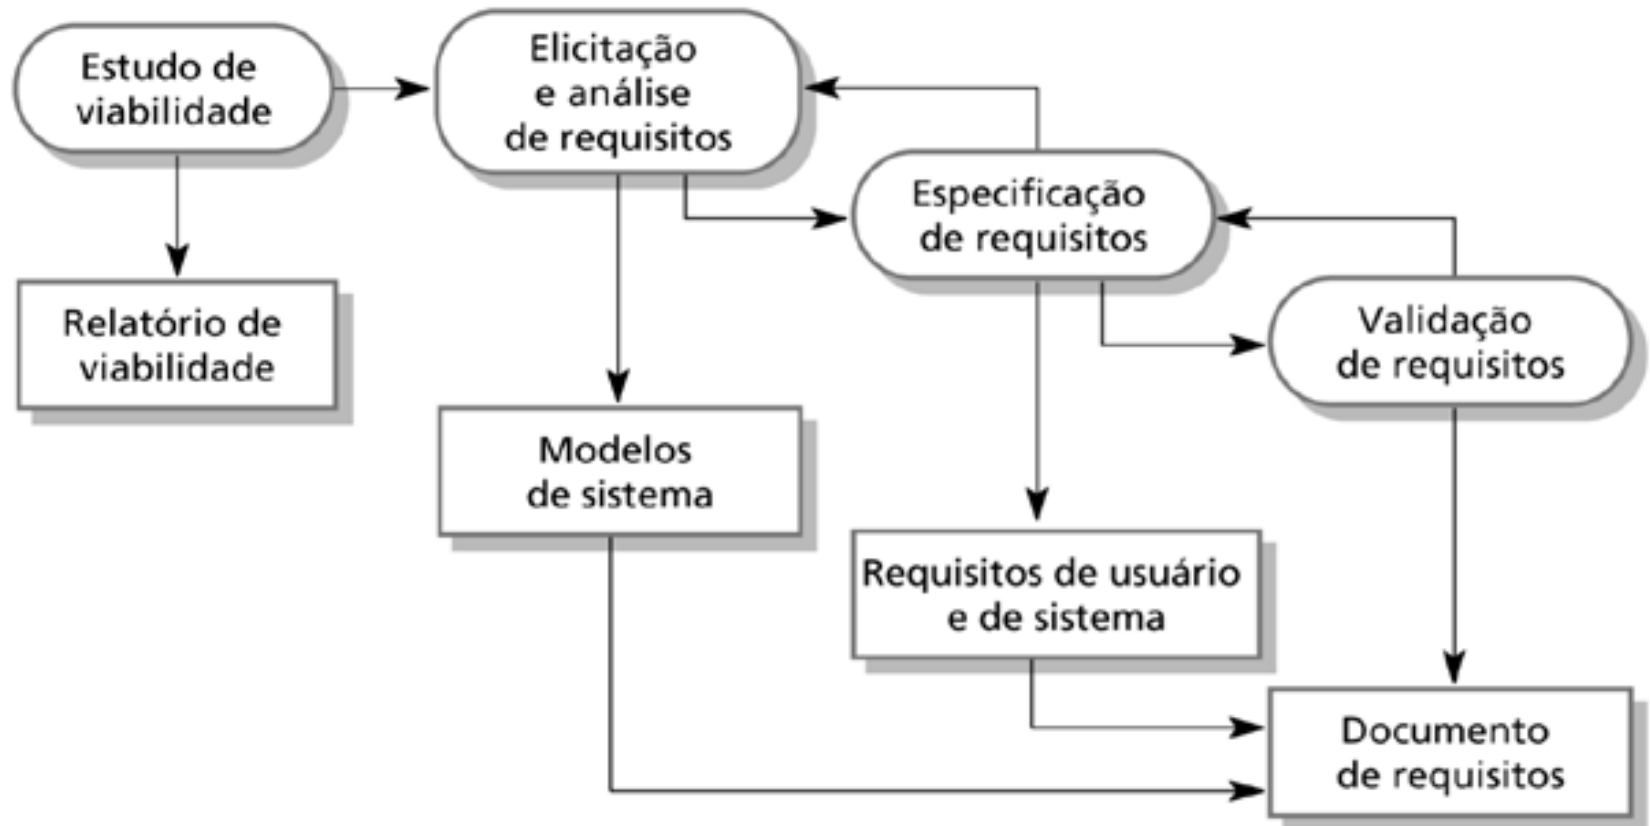 Estudo de
viabilidade
Elicitação
e análise
de requisitos
Especificação
de requisitos
Validação
de requisitos
Relatório de
viabilidade
Modelos
de sistema
Requisitos de usuário
e de sistema
Documento
de requisitos